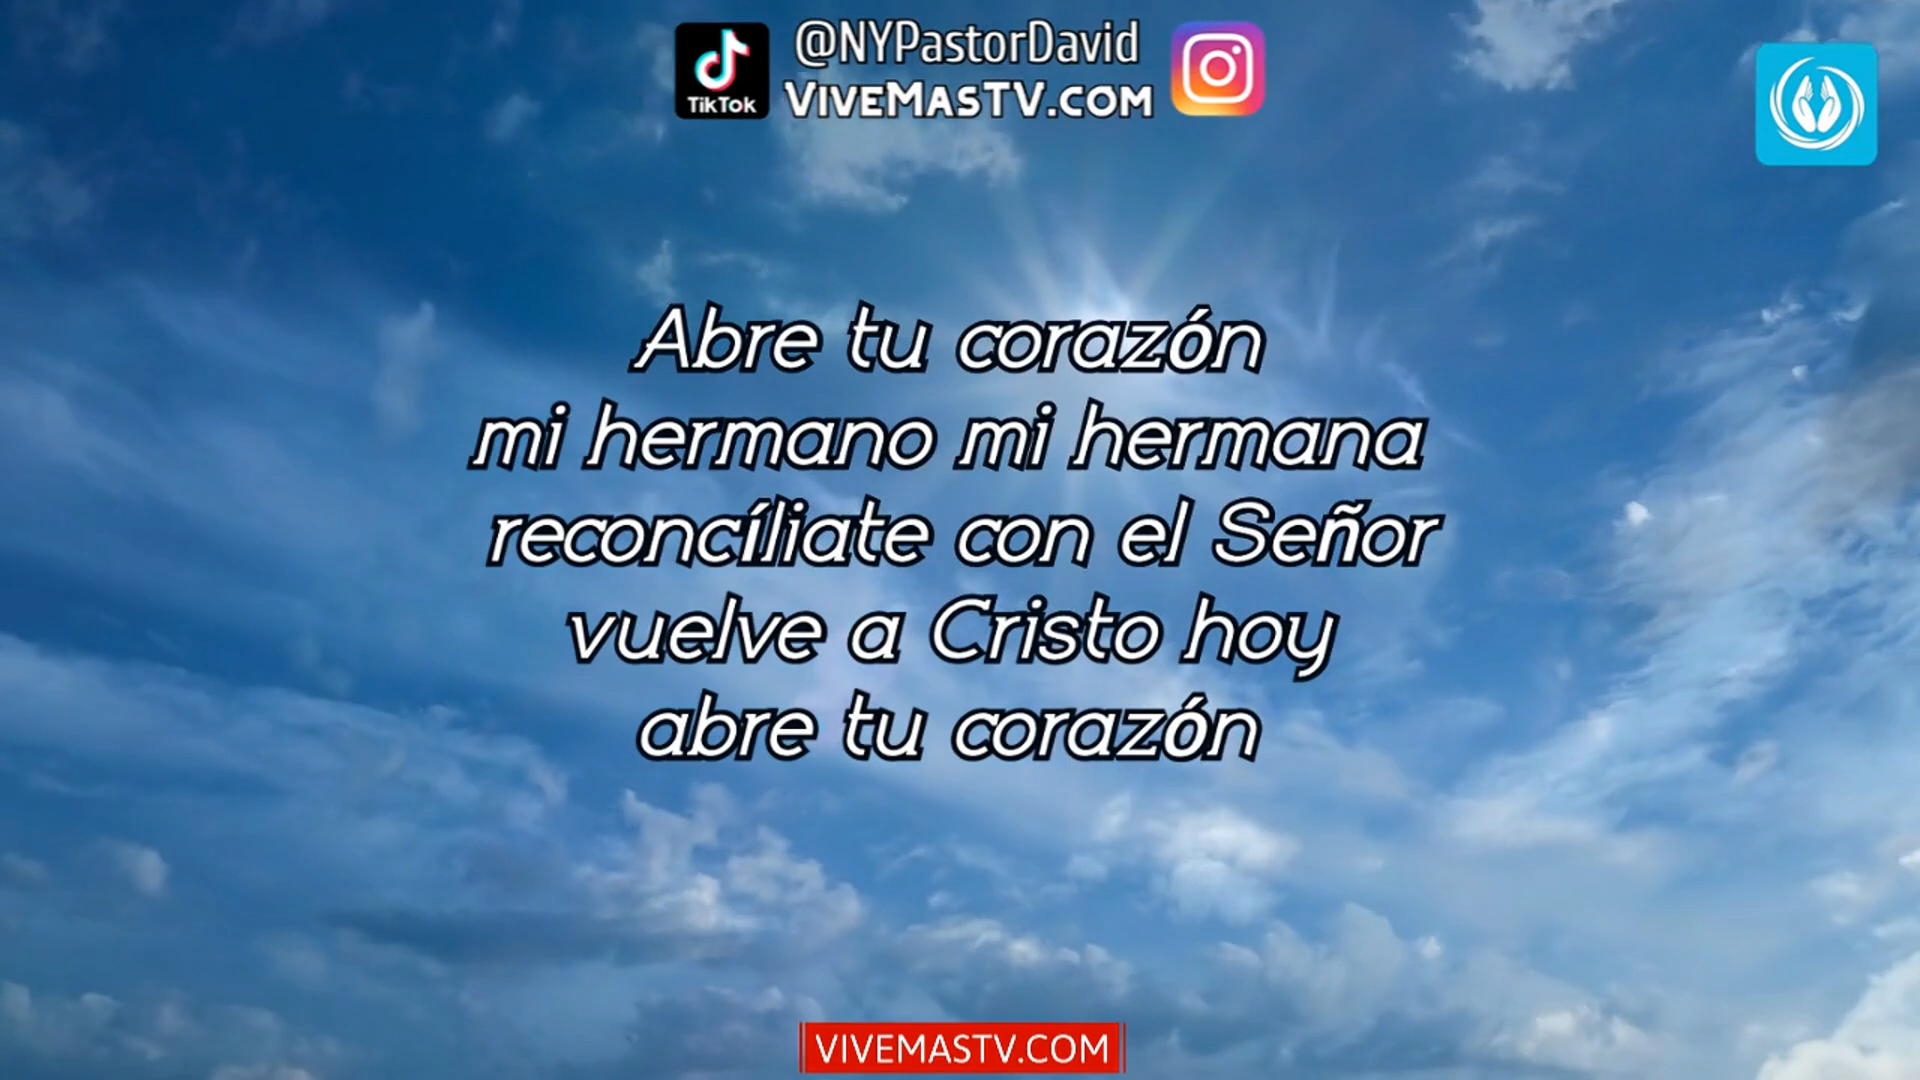 @NYPastorDavid
TikTok
VIVEMASTV.COM
Abre tu corazón
mi hermano mi hermana
reconcíliate con el Señor
vuelve a Cristo hoy
abre tu corazón
VIVEMASTV.COM